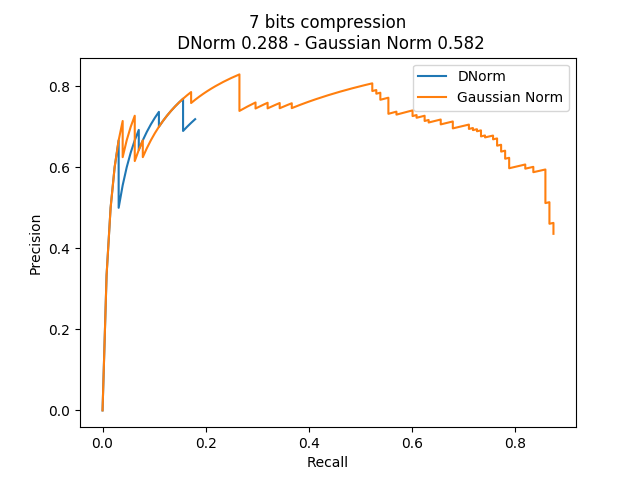 7 bits compression
DNorm 0.288 - Gaussian Norm 0.582
DNorm
Gaussian Norm
Precision
0.8
0.6
0.4
0.2
0.0
0.0 0.2 0.4 0.6 0.8
Recall